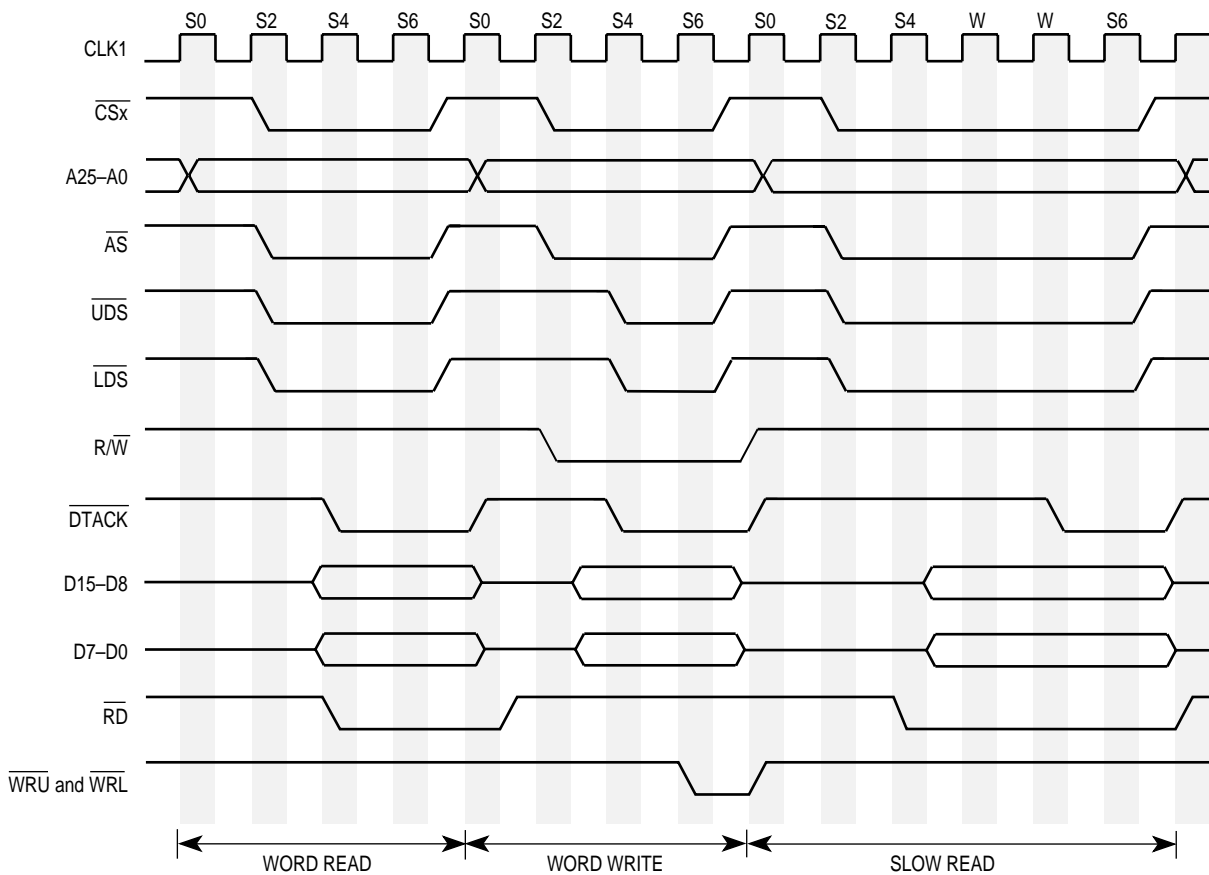 S0 S2 S4 S6 S0 S2 S4 S6 S0 S2 S4 W W S6
CLK1
CSx
A25–A0
AS
UDS
LDS
R/W
DTACK
D15–D8
D7–D0
RD
WRU and WRL
WORD READ WORD WRITE SLOW READ